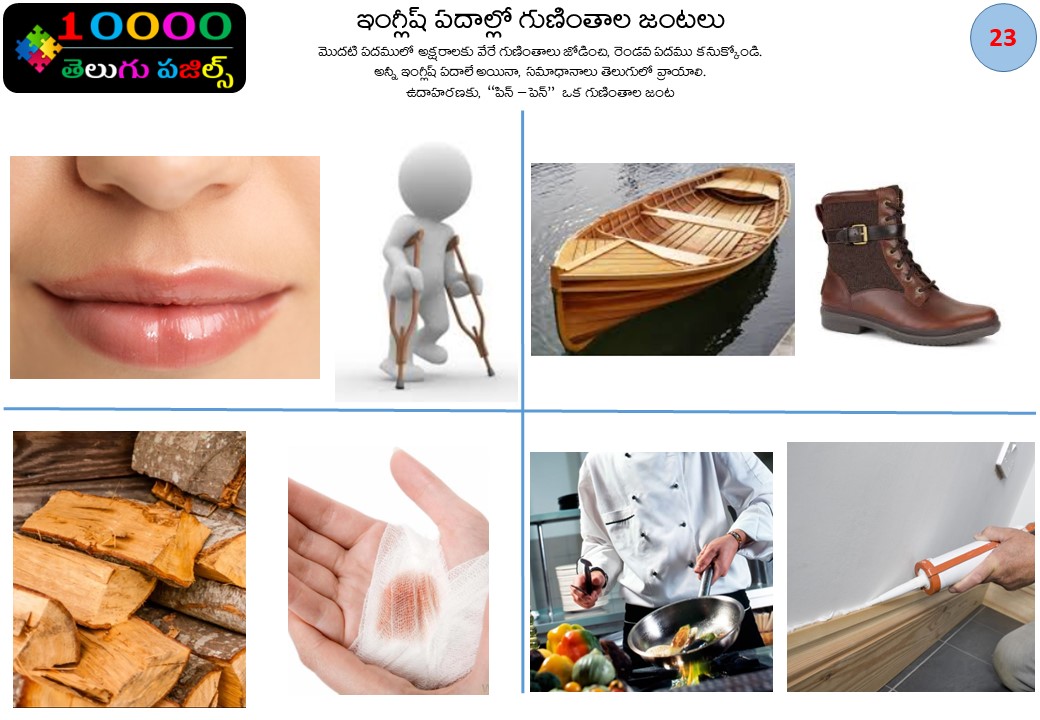 10000
తెలుగు పజిల్స్
ఇంగ్లీష్ పదాల్లో గుణింతాల జంటలు
మొదటి పదములో అక్షరాలకు వేరే గుణింతాలు జోడించి, రెండవ పదము కనుక్కోండి.
అన్నీ ఇంగ్లీష్ పదాలే అయినా, సమాధానాలు తెలుగులో వ్రాయాలి.
ఉదాహరణకు, “పిన్ – పెన్” ఒక గుణింతాల జంట
23